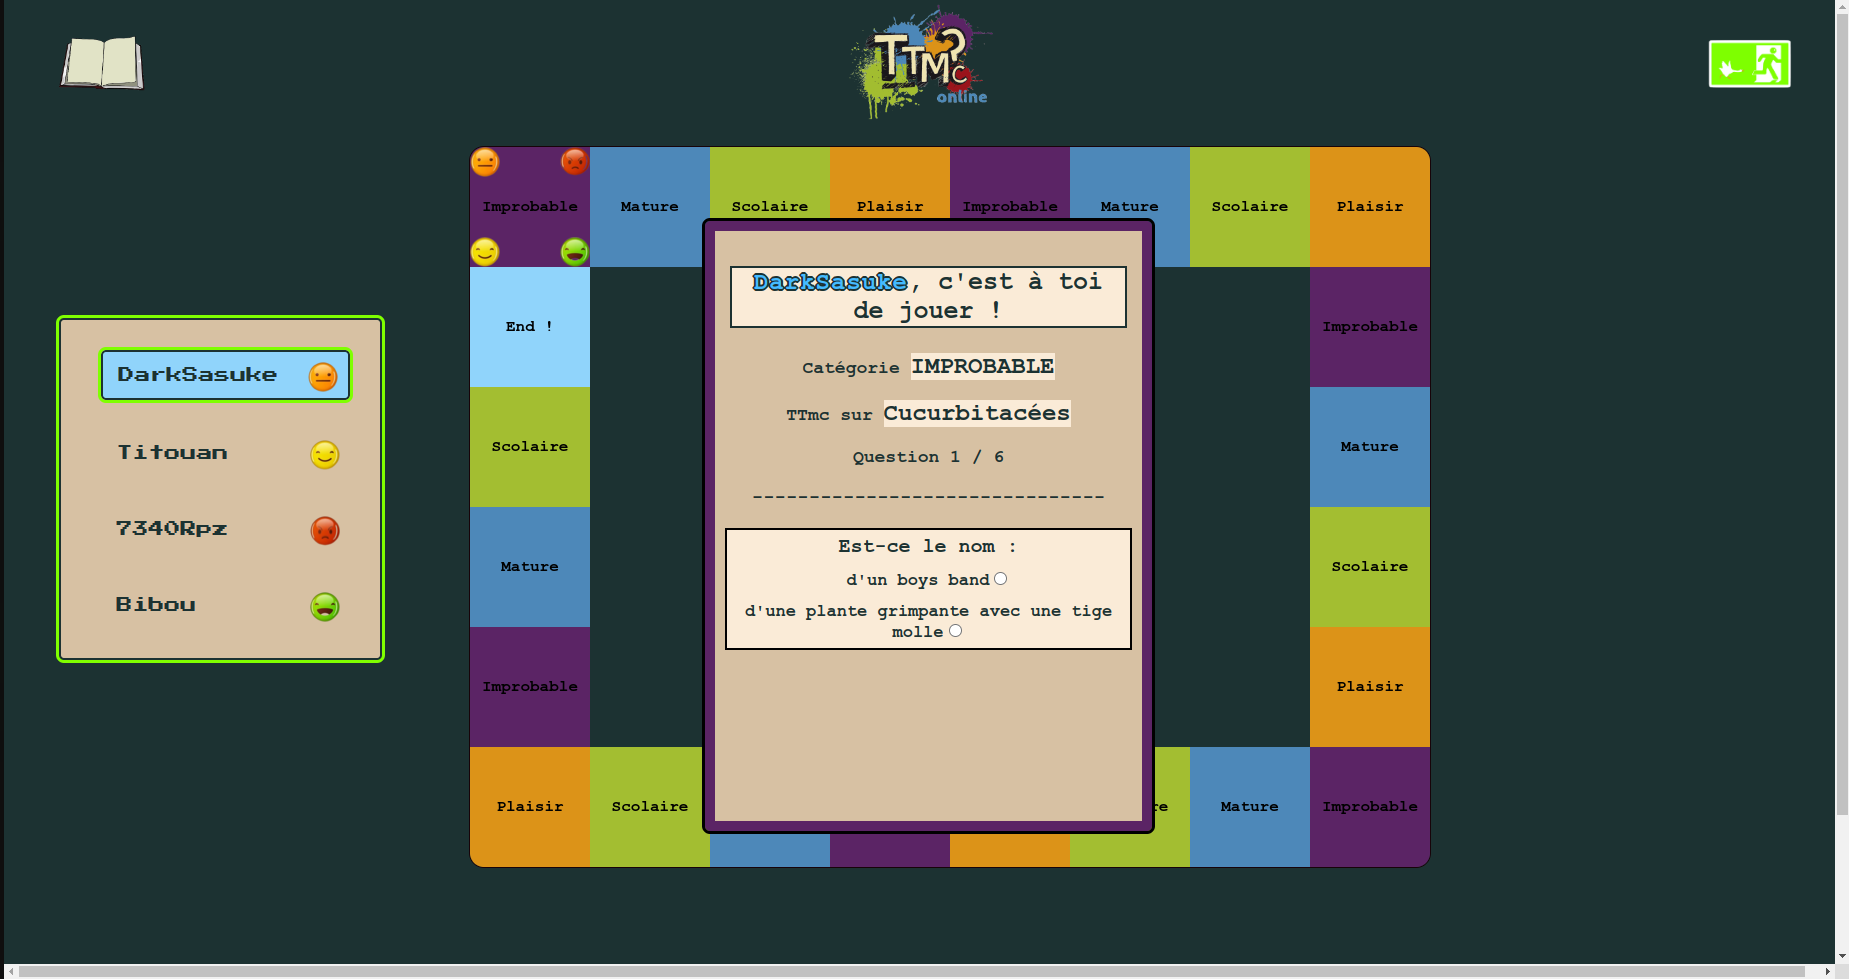 TTMC?
online
Improbable
Mature
Scolaire
Plaisir
Improbable
Mature
Scolaire
Plaisir
DarkSasuke, c'est à toi
de jouer !
Catégorie IMPROBABLE
TTmc sur Cucurbitacées
Question 1 / 6
-------------------------------
Est-ce le nom :
d'un boys band
d'une plante grimpante avec une tige
molle
End !
Improbable
DarkSasuke
Titouan
7340Rpz
Bibou
Scolaire
Mature
Mature
Scolaire
Improbable
Plaisir
Plaisir
Scolaire
re
Mature
Improbable